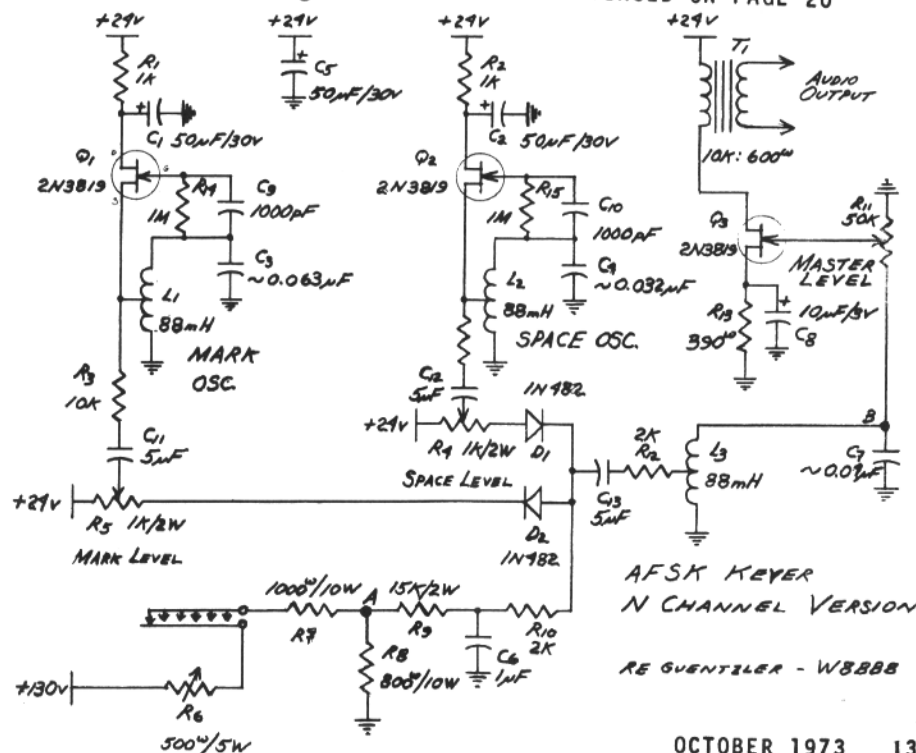 ON PAGE 20
+24V
+24V
+24V
+24V
R1
1K
C5
50µF/30V
R2
1K
T1
AUDIO
OUTPUT
10K:600ω
C1 50µF/30V
C2 50µF/30V
Q1
2N3819
D
G
S
R14
1M
C9
1000pF
Q2
2N3819
R15
1M
C10
1000pF
Q3
2N3819
R11
50K
MASTER
LEVEL
C3
~0.063µF
L1
88mH
C4
~0.032µF
L2
88mH
R13
390ω
10µF/3V
C8
MARK
OSC.
SPACE OSC.
R3
10K
C11
5µF
C12
5µF
1N482
+24V
R4 1K/2W
D1
SPACE LEVEL
2K
R12
C13
5µF
L3
88mH
B
C7
+24V
R5 1K/2W
MARK LEVEL
D2
1N482
AFSK KEYER
N CHANNEL VERSION
1000ω/10W
R7
A
15K/2W
R9
R10
2K
R8
800ω/10W
C6
1µF
RE GUENTZLER - W8BBB
+130V
R6
500ω/5W
OCTOBER 1973 13